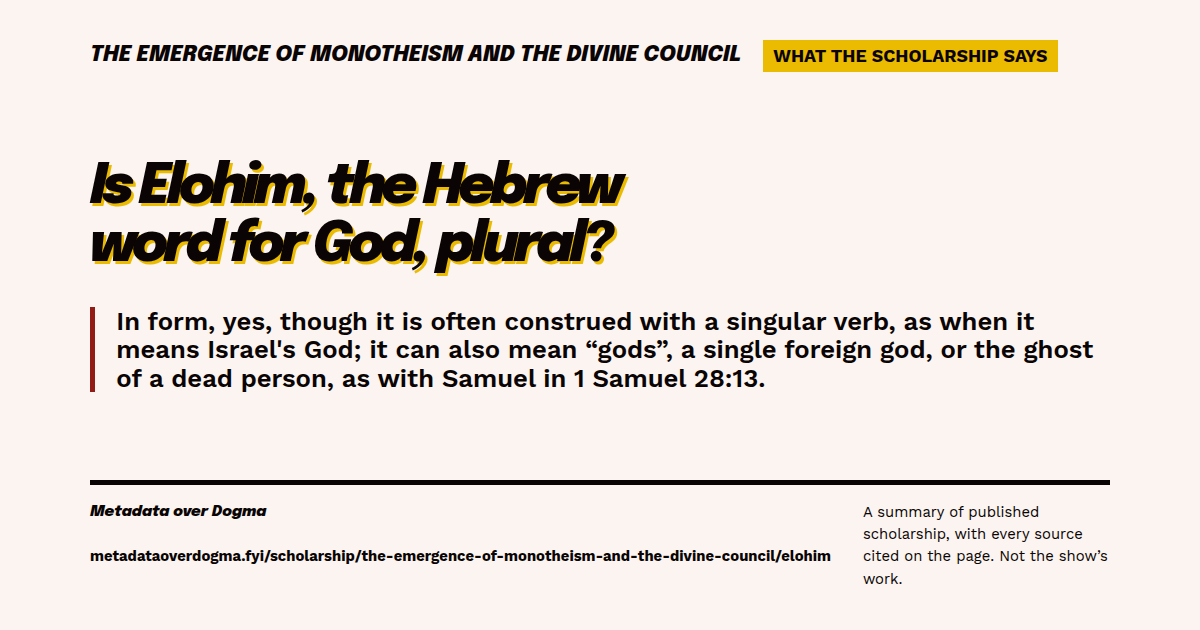 THE EMERGENCE OF MONOTHEISM AND THE DIVINE COUNCIL
WHAT THE SCHOLARSHIP SAYS
Is Elohim, the Hebrew
word for God, plural?
In form, yes, though it is often construed with a singular verb, as when it
means Israel's God; it can also mean “gods”, a single foreign god, or the ghost
of a dead person, as with Samuel in 1 Samuel 28:13.
Metadata over Dogma
metadataoverdogma.fyi/scholarship/the-emergence-of-monotheism-and-the-divine-council/elohim
A summary of published
scholarship, with every source
cited on the page. Not the show’s
work.